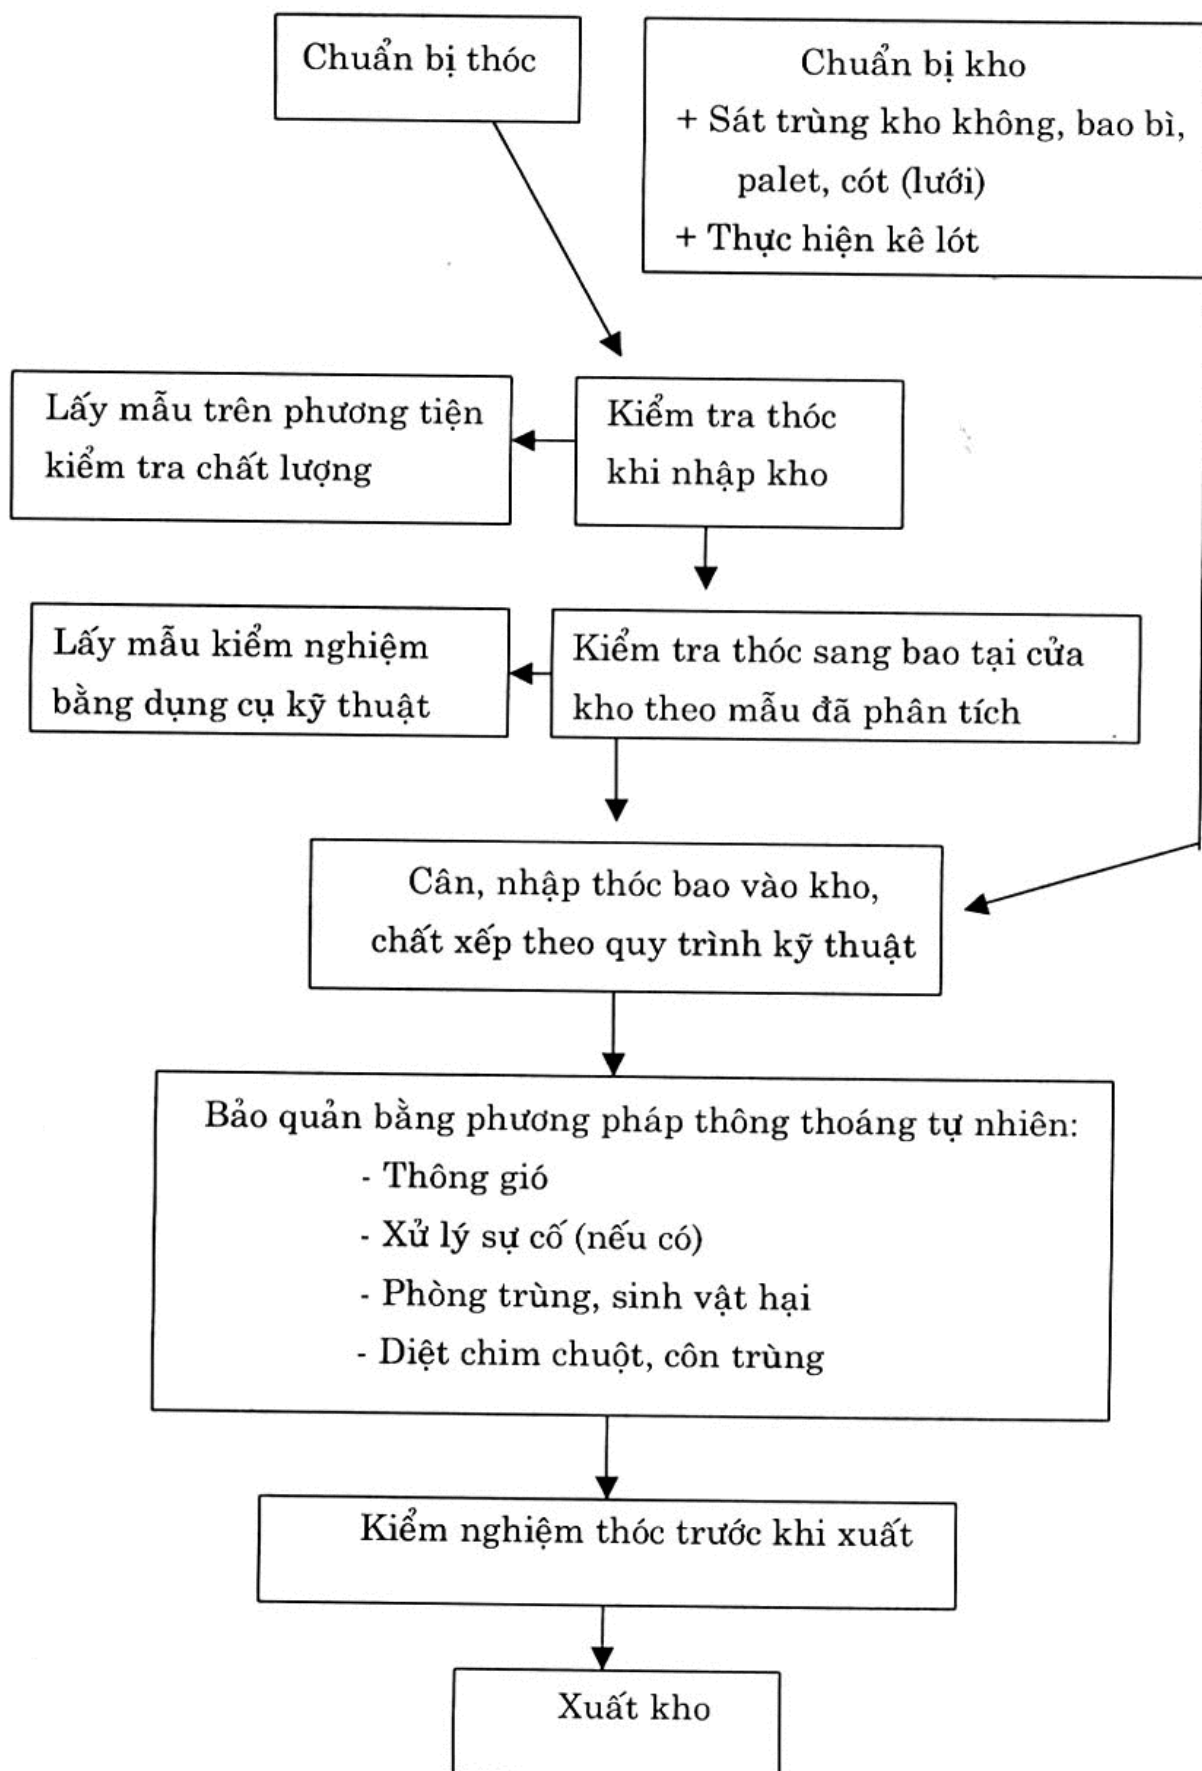 Chuẩn bị thóc
Chuẩn bị kho
+ Sát trùng kho không, bao bì,
palet, cót (lưới)
+ Thực hiện kê lót
Lấy mẫu trên phương tiện
kiểm tra chất lượng
Kiểm tra thóc
khi nhập kho
Lấy mẫu kiểm nghiệm
bằng dụng cụ kỹ thuật
Kiểm tra thóc sang bao tại cửa
kho theo mẫu đã phân tích
Cân, nhập thóc bao vào kho,
chất xếp theo quy trình kỹ thuật
Bảo quản bằng phương pháp thông thoáng tự nhiên:
- Thông gió
- Xử lý sự cố (nếu có)
- Phòng trùng, sinh vật hại
- Diệt chim chuột, côn trùng
Kiểm nghiệm thóc trước khi xuất
Xuất kho